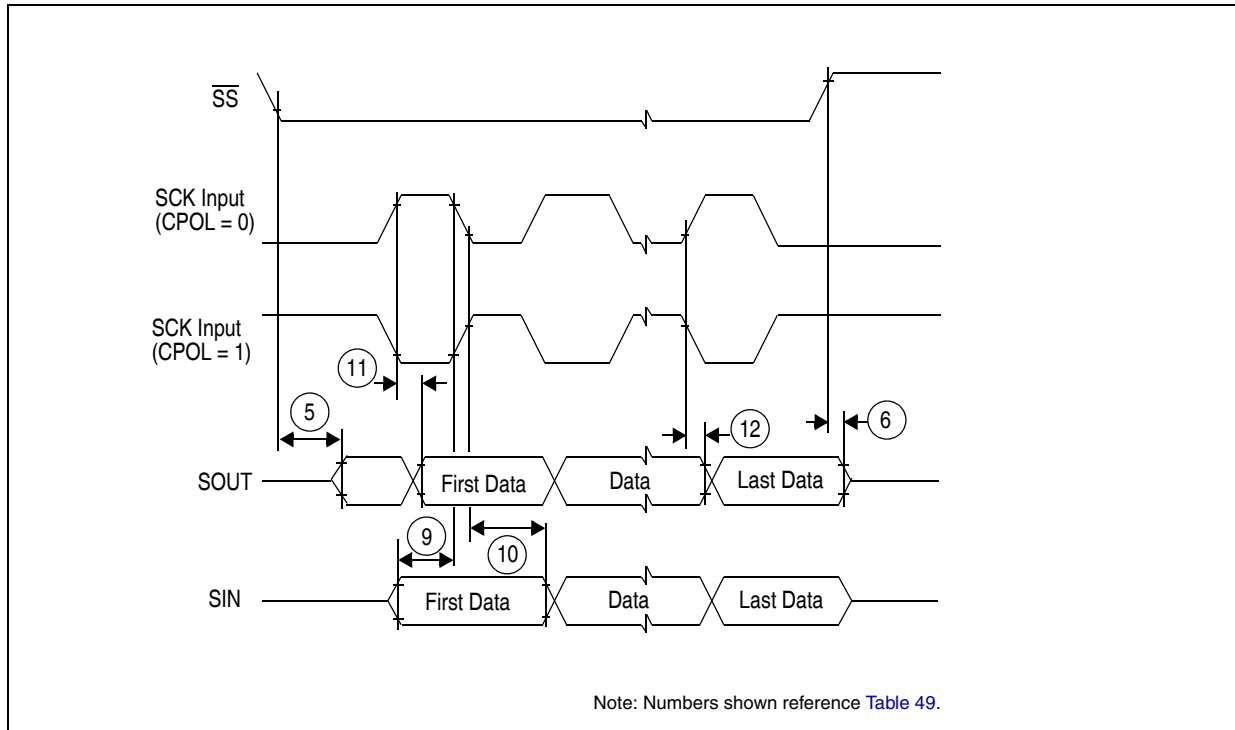 SS
SCK Input
(CPOL = 0)
SCK Input
(CPOL = 1)
11
5
12
6
SOUT
First Data
Data
Last Data
9
10
SIN
First Data
Data
Last Data
Note: Numbers shown reference Table 49.